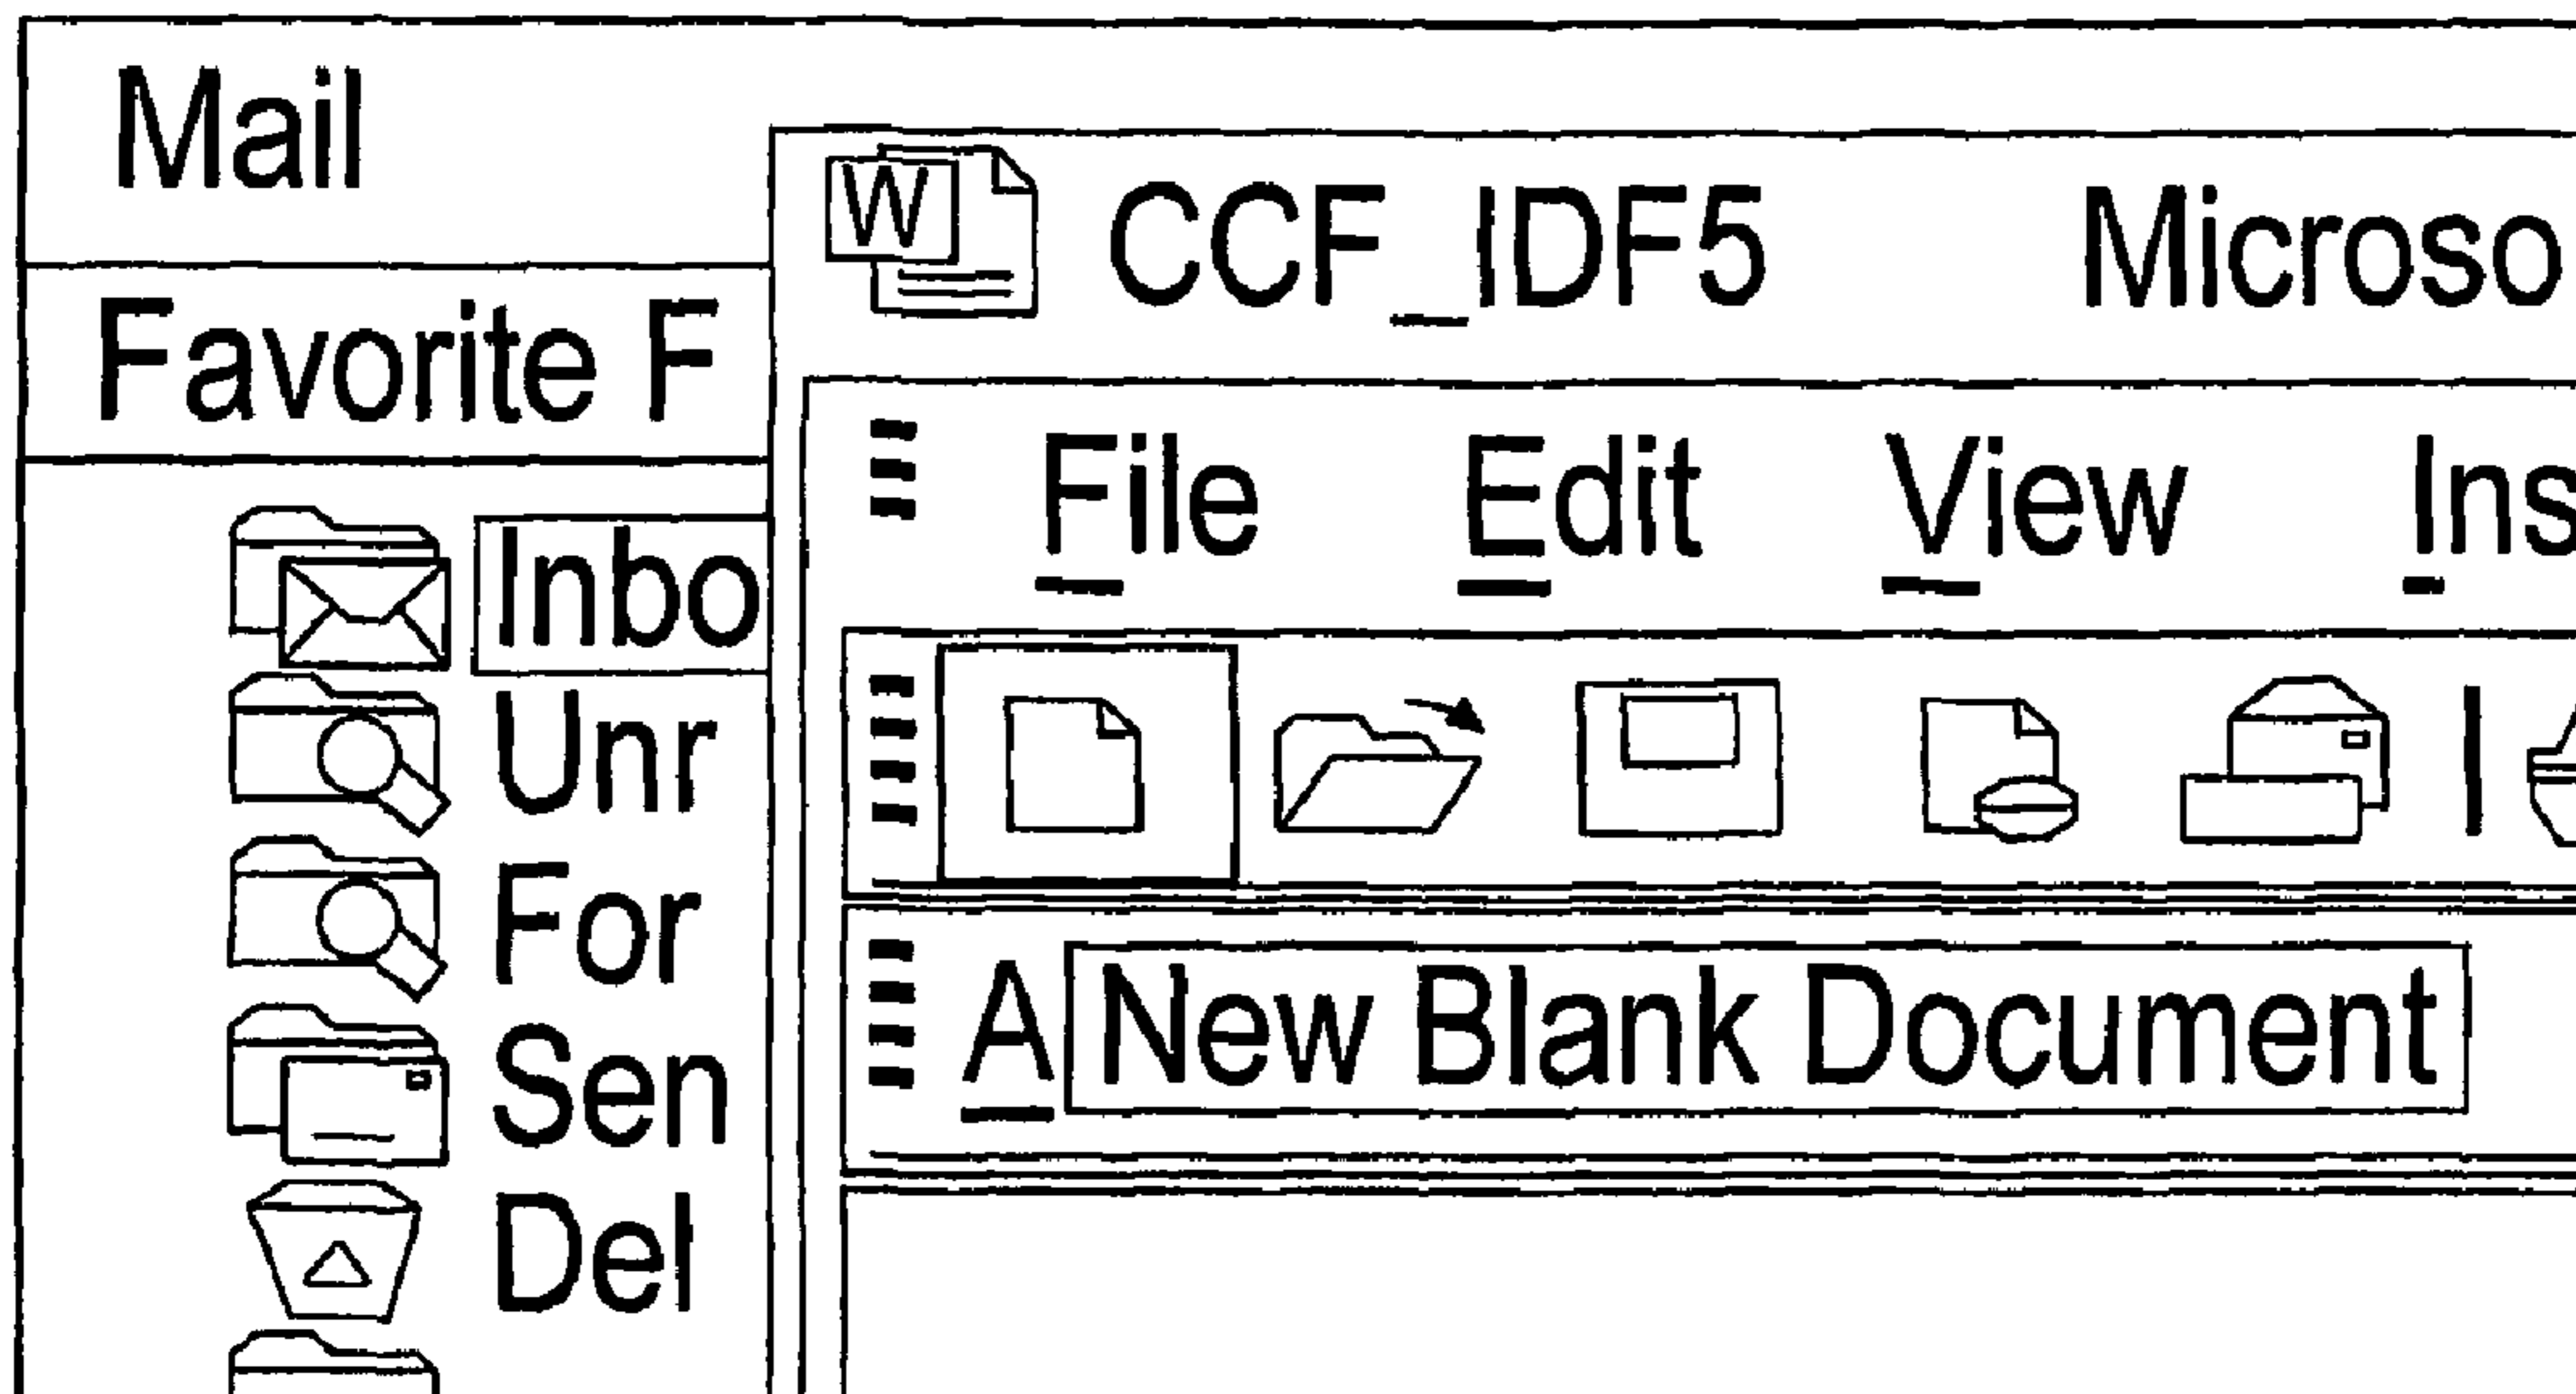 Mail
Favorite F
Inbo
Unr
For
Sen
Del
W CCF_IDF5 Microso
File Edit View Ins
A New Blank Document